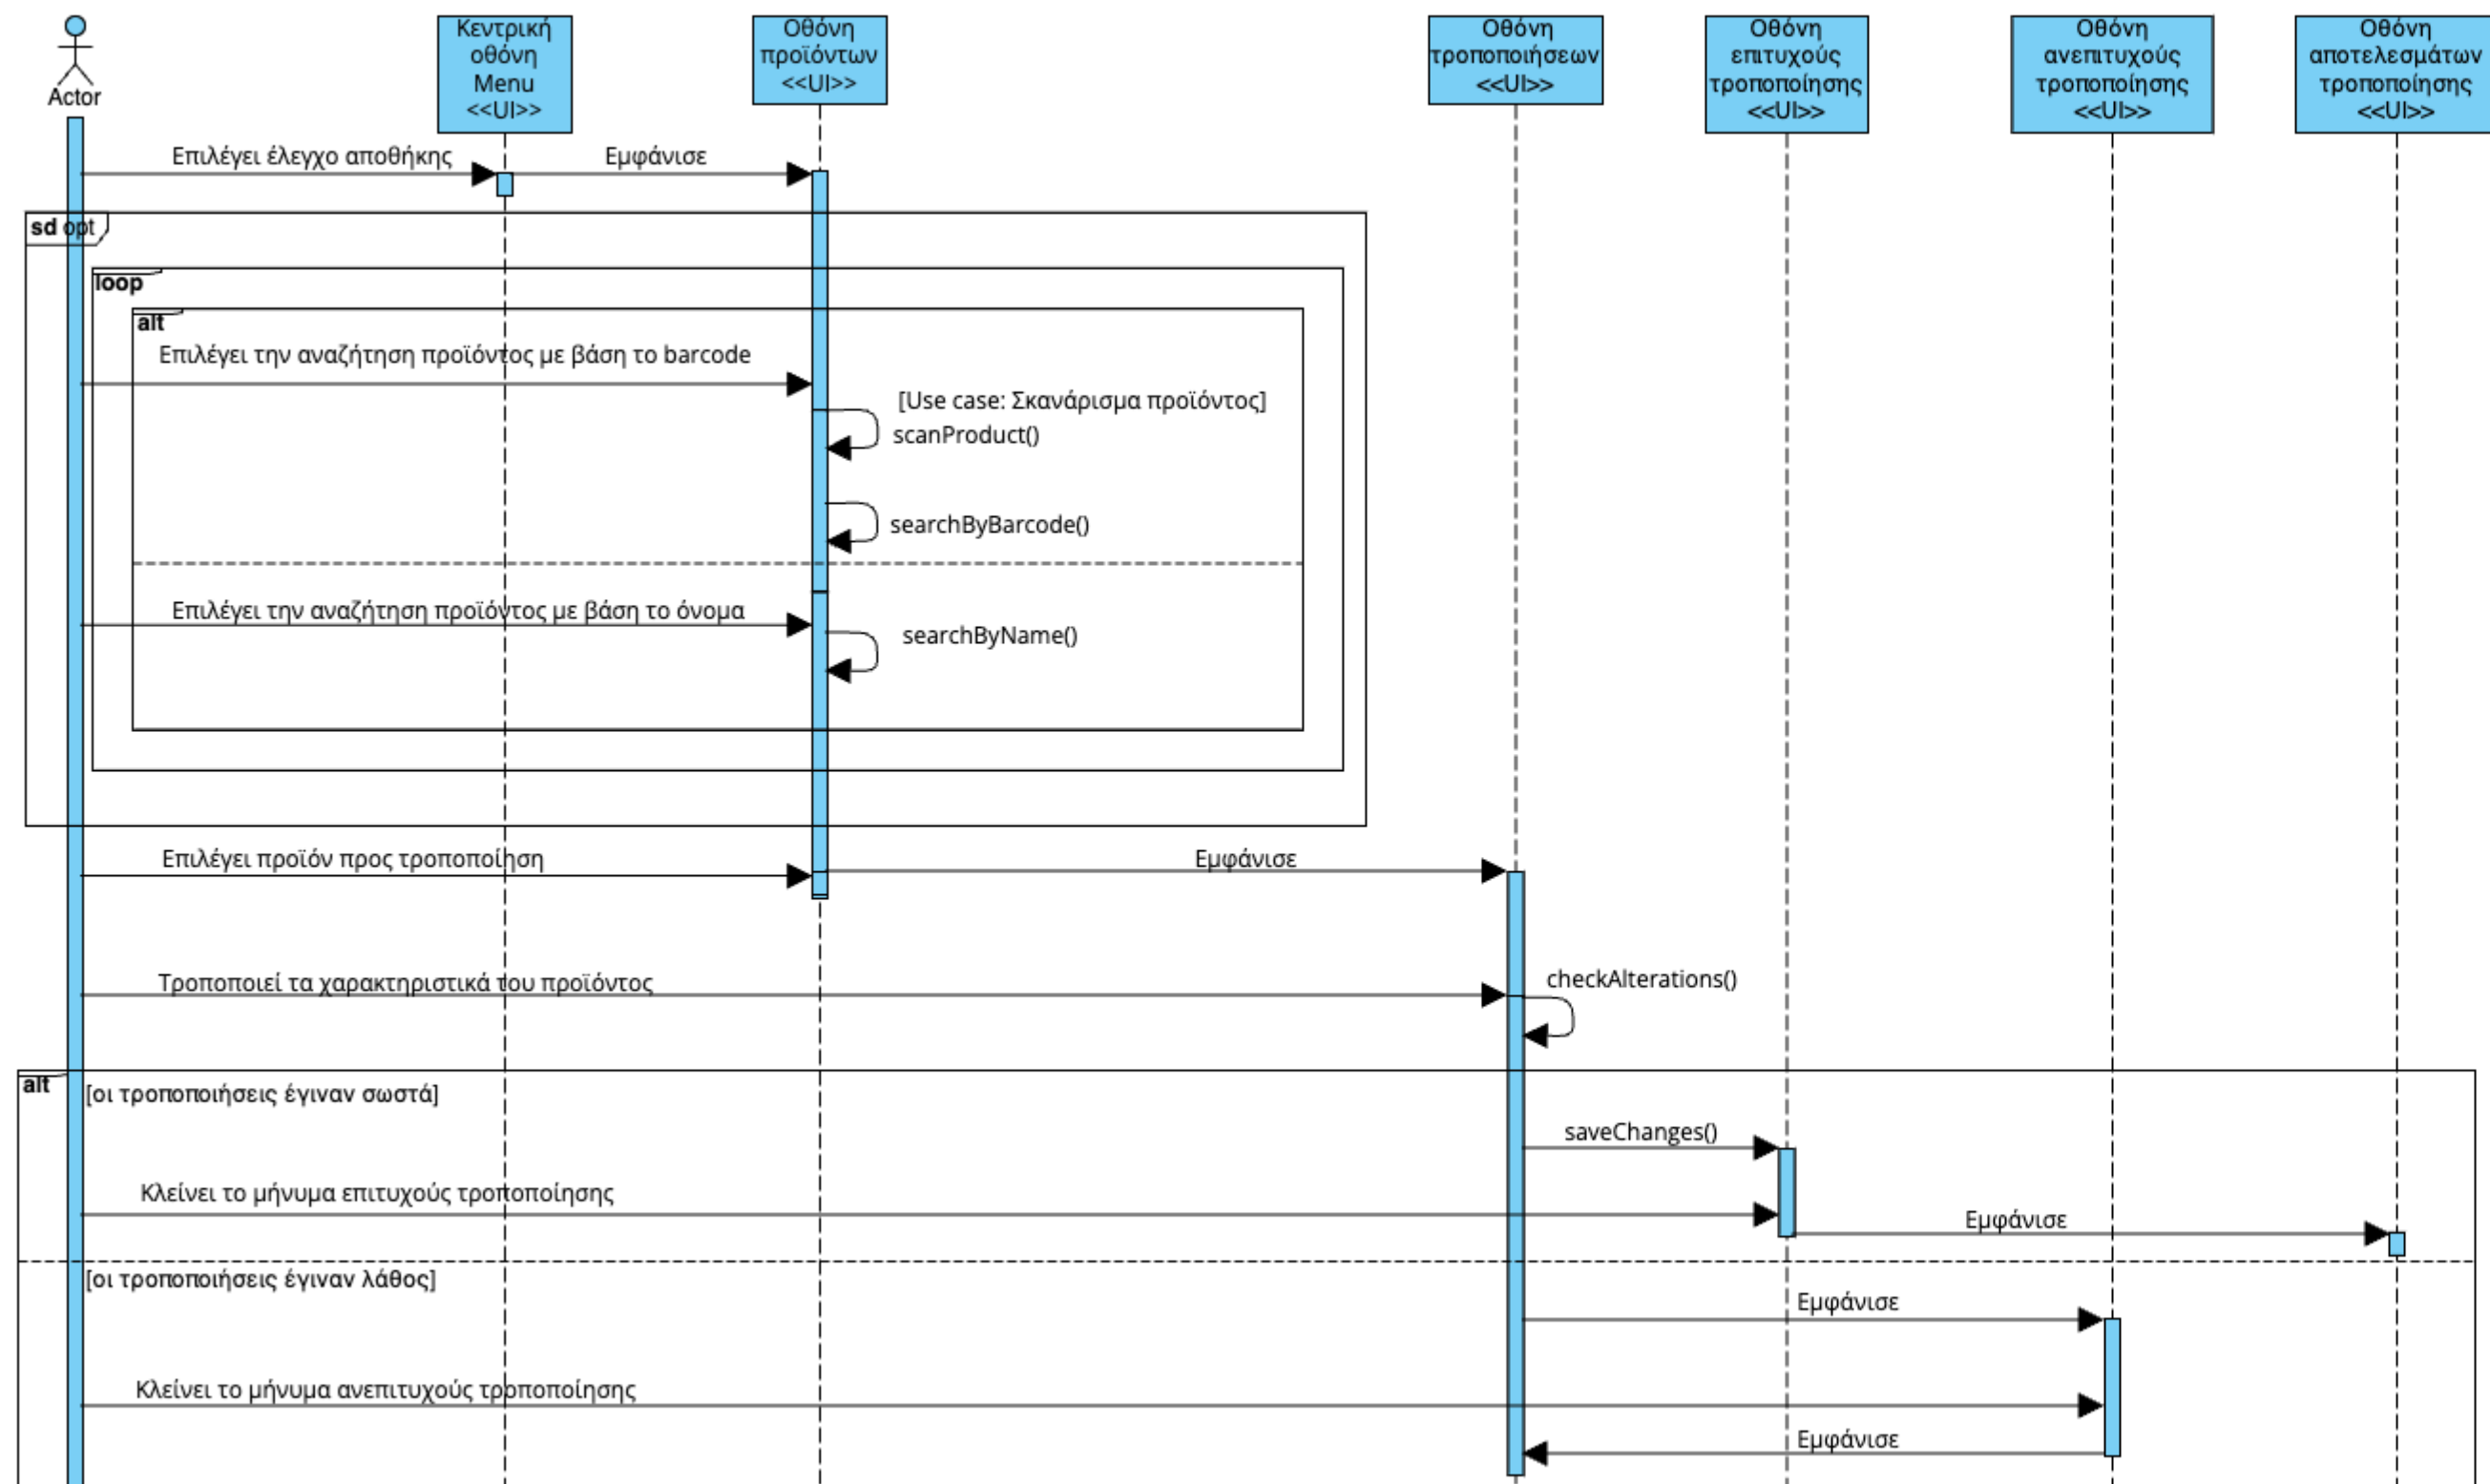 Actor
Κεντρική
οθόνη
Menu
<<UI>>
Οθόνη
προϊόντων
<<UI>>
Οθόνη
τροποποιήσεων
<<UI>>
Οθόνη
επιτυχούς
τροποποίησης
<<UI>>
Οθόνη
ανεπιτυχούς
τροποποίησης
<<UI>>
Οθόνη
αποτελεσμάτων
τροποποίησης
<<UI>>
Επιλέγει έλεγχο αποθήκης
Εμφάνισε
sd opt
loop
alt
Επιλέγει την αναζήτηση προϊόντος με βάση το barcode
[Use case: Σκανάρισμα προϊόντος]
scanProduct()
searchByBarcode()
Επιλέγει την αναζήτηση προϊόντος με βάση το όνομα
searchByName()
Επιλέγει προϊόν προς τροποποίηση
Εμφάνισε
Τροποποιεί τα χαρακτηριστικά του προϊόντος
checkAlterations()
alt
[οι τροποποιήσεις έγιναν σωστά]
saveChanges()
Κλείνει το μήνυμα επιτυχούς τροποποίησης
Εμφάνισε
[οι τροποποιήσεις έγιναν λάθος]
Εμφάνισε
Κλείνει το μήνυμα ανεπιτυχούς τροποποίησης
Εμφάνισε